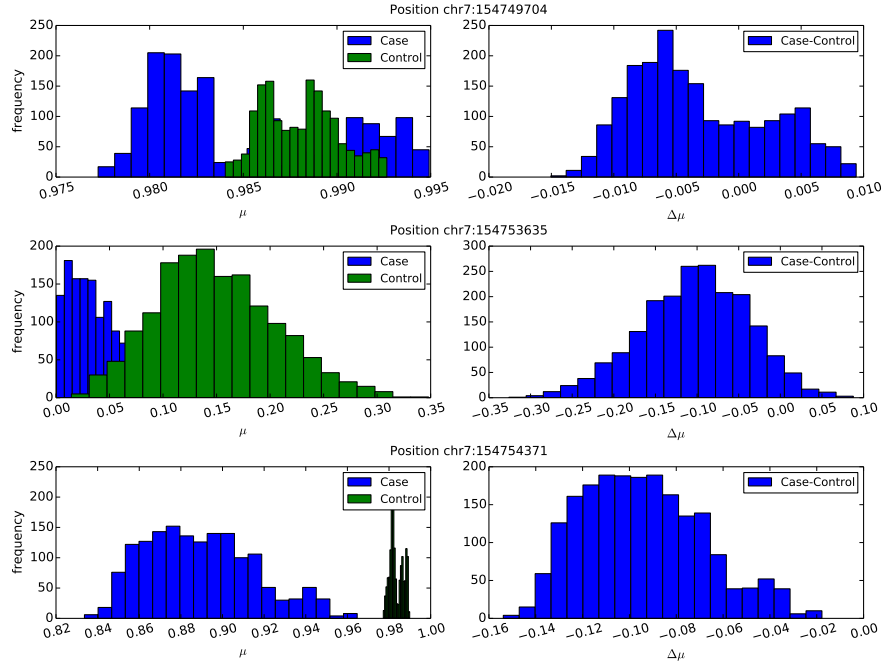 Position chr7:154749704
250
200
150
100
50
0
frequency
Case
Control
0.975 0.980 0.985 0.990 0.995
μ
250
200
150
100
50
0
Case-Control
−0.020 −0.015 −0.010 −0.005 0.000 0.005 0.010
Δμ
Position chr7:154753635
200
150
100
50
0
frequency
Case
Control
0.00 0.05 0.10 0.15 0.20 0.25 0.30 0.35
μ
300
250
200
150
100
50
0
Case-Control
−0.35 −0.30 −0.25 −0.20 −0.15 −0.10 −0.05 0.00 0.05 0.10
Δμ
Position chr7:154754371
250
200
150
100
50
0
frequency
Case
Control
0.82 0.84 0.86 0.88 0.90 0.92 0.94 0.96 0.98 1.00
μ
200
150
100
50
0
Case-Control
−0.16 −0.14 −0.12 −0.10 −0.08 −0.06 −0.04 −0.02 0.00
Δμ